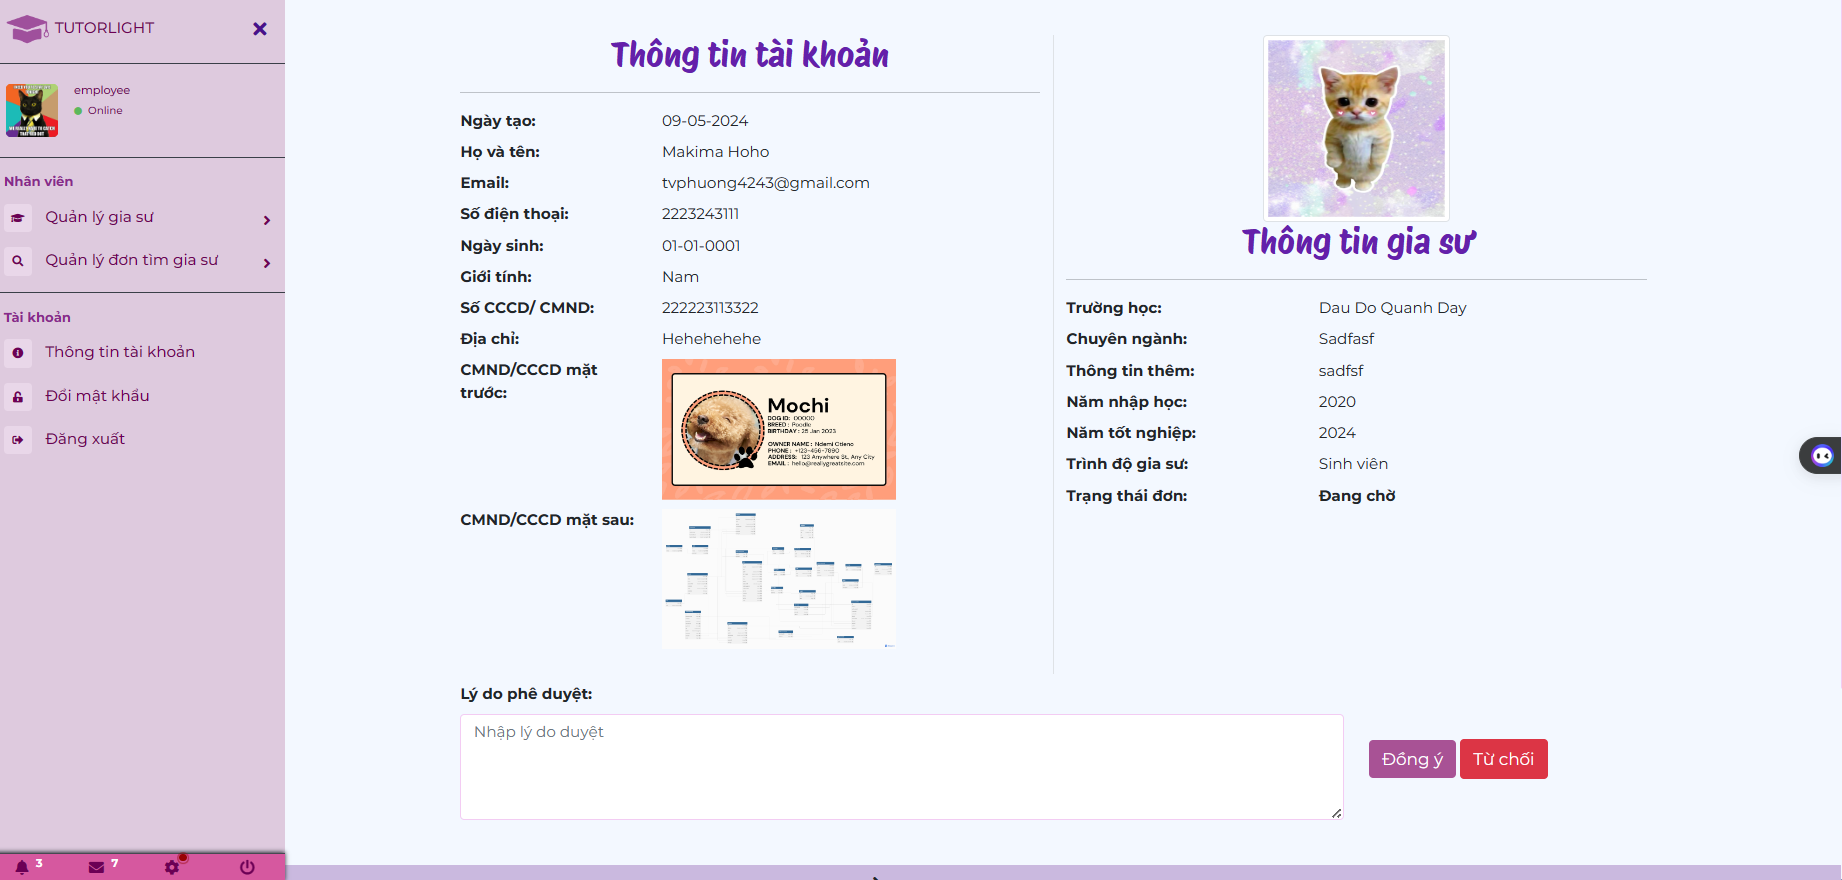 TUTORLIGHT
employee
Online
Nhân viên
Quản lý gia sư
Quản lý đơn tìm gia sư
Tài khoản
Thông tin tài khoản
Đổi mật khẩu
Đăng xuất
3
7
Thông tin tài khoản
Ngày tạo: 09-05-2024
Họ và tên: Makima Hoho
Email: tvphuong4243@gmail.com
Số điện thoại: 2223243111
Ngày sinh: 01-01-0001
Giới tính: Nam
Số CCCD/ CMND: 222223113322
Địa chỉ: Hehehehehe
CMND/CCCD mặt
trước:
Mochi
DOG ID: 00000
BREED : Poodle
BIRTHDAY : 25 Jan 2023
OWNER NAME : Ndemi Otieno
PHONE : +123-456-7890
ADDRESS: 123 Anywhere St., Any City
EMAIL : hello@reallygreatsite.com
CMND/CCCD mặt sau:
Thông tin gia sư
Trường học: Dau Do Quanh Day
Chuyên ngành: Sadfasf
Thông tin thêm: sadfsf
Năm nhập học: 2020
Năm tốt nghiệp: 2024
Trình độ gia sư: Sinh viên
Trạng thái đơn: Đang chờ
Lý do phê duyệt:
Nhập lý do duyệt
Đồng ý
Từ chối